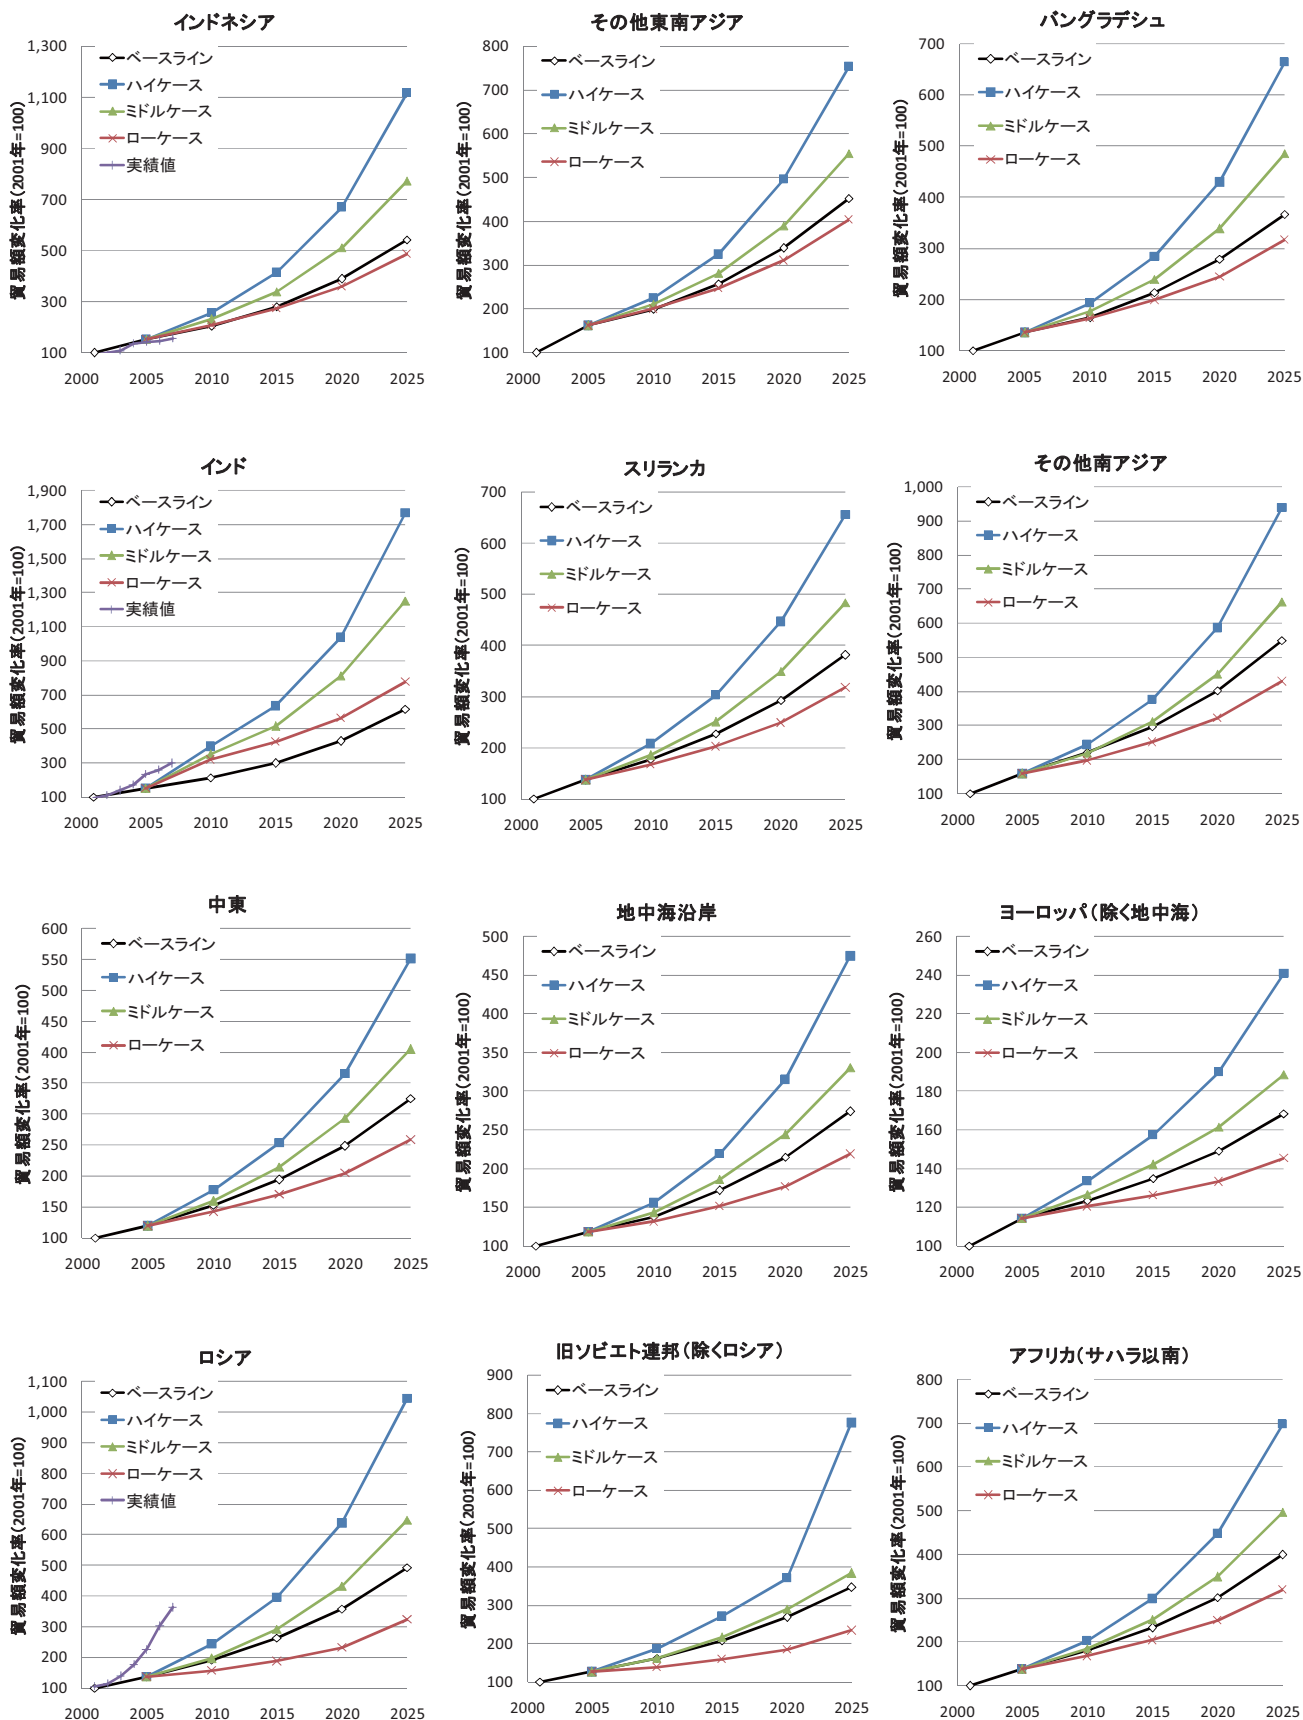 インドネシア
貿易額変化率(2001年=100)
1,300
1,100
900
700
500
300
100
2000 2005 2010 2015 2020 2025
ベースライン
ハイケース
ミドルケース
ローケース
実績値
その他東南アジア
貿易額変化率(2001年=100)
800
700
600
500
400
300
200
100
2000 2005 2010 2015 2020 2025
ベースライン
ハイケース
ミドルケース
ローケース
バングラデシュ
貿易額変化率(2001年=100)
700
600
500
400
300
200
100
2000 2005 2010 2015 2020 2025
ベースライン
ハイケース
ミドルケース
ローケース
インド
貿易額変化率(2001年=100)
1,900
1,700
1,500
1,300
1,100
900
700
500
300
100
2000 2005 2010 2015 2020 2025
ベースライン
ハイケース
ミドルケース
ローケース
実績値
スリランカ
貿易額変化率(2001年=100)
700
600
500
400
300
200
100
2000 2005 2010 2015 2020 2025
ベースライン
ハイケース
ミドルケース
ローケース
その他南アジア
貿易額変化率(2001年=100)
1,000
900
800
700
600
500
400
300
200
100
2000 2005 2010 2015 2020 2025
ベースライン
ハイケース
ミドルケース
ローケース
中東
貿易額変化率(2001年=100)
600
550
500
450
400
350
300
250
200
150
100
2000 2005 2010 2015 2020 2025
ベースライン
ハイケース
ミドルケース
ローケース
地中海沿岸
貿易額変化率(2001年=100)
500
450
400
350
300
250
200
150
100
2000 2005 2010 2015 2020 2025
ベースライン
ハイケース
ミドルケース
ローケース
ヨーロッパ(除く地中海)
貿易額変化率(2001年=100)
260
240
220
200
180
160
140
120
100
2000 2005 2010 2015 2020 2025
ベースライン
ハイケース
ミドルケース
ローケース
ロシア
貿易額変化率(2001年=100)
1,100
1,000
900
800
700
600
500
400
300
200
100
2000 2005 2010 2015 2020 2025
ベースライン
ハイケース
ミドルケース
ローケース
実績値
旧ソビエト連邦(除くロシア)
貿易額変化率(2001年=100)
900
800
700
600
500
400
300
200
100
2000 2005 2010 2015 2020 2025
ベースライン
ハイケース
ミドルケース
ローケース
アフリカ(サハラ以南)
貿易額変化率(2001年=100)
800
700
600
500
400
300
200
100
2000 2005 2010 2015 2020 2025
ベースライン
ハイケース
ミドルケース
ローケース